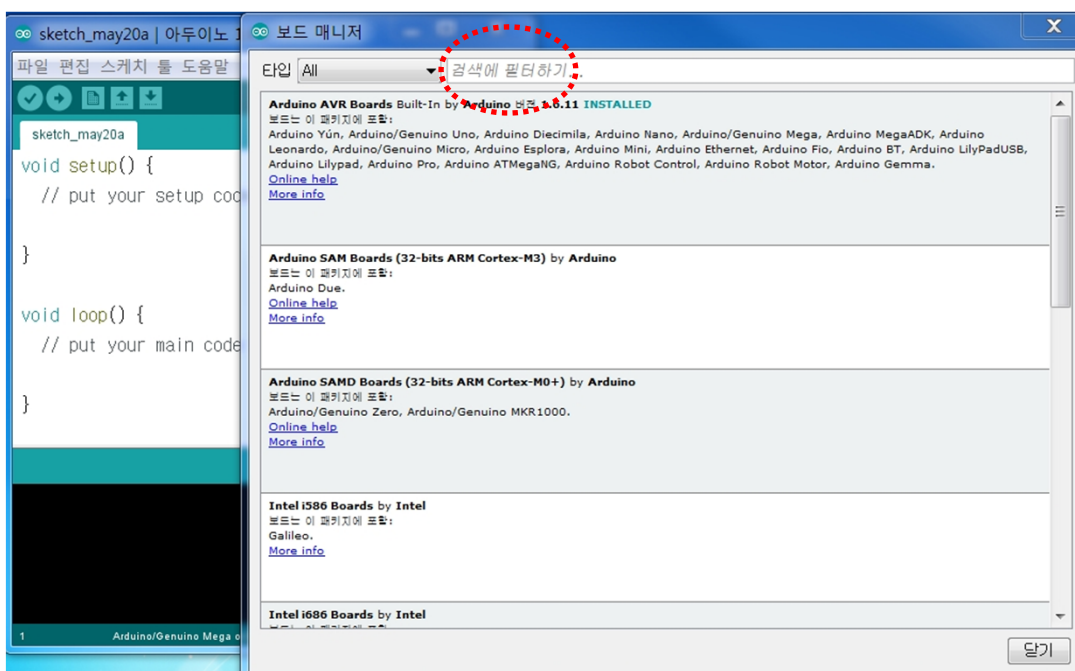 sketch_may20a | 아두이노 1
보드 매니저
X
파일 편집 스케치 툴 도움말
타입 All 검색에 필터하기...
sketch_may20a
void setup() {
// put your setup cod
}
void loop() {
// put your main code
}
1
Arduino/Genuino Mega o
Arduino AVR Boards Built-In by Arduino 버전 1.6.11 INSTALLED
보드는 이 패키지에 포함:
Arduino Yún, Arduino/Genuino Uno, Arduino Diecimila, Arduino Nano, Arduino/Genuino Mega, Arduino MegaADK, Arduino
Leonardo, Arduino/Genuino Micro, Arduino Esplora, Arduino Mini, Arduino Ethernet, Arduino Fio, Arduino BT, Arduino LilyPadUSB,
Arduino Lilypad, Arduino Pro, Arduino ATMegaNG, Arduino Robot Control, Arduino Robot Motor, Arduino Gemma.
Online help
More info
Arduino SAM Boards (32-bits ARM Cortex-M3) by Arduino
보드는 이 패키지에 포함:
Arduino Due.
Online help
More info
Arduino SAMD Boards (32-bits ARM Cortex-M0+) by Arduino
보드는 이 패키지에 포함:
Arduino/Genuino Zero, Arduino/Genuino MKR1000.
Online help
More info
Intel i586 Boards by Intel
보드는 이 패키지에 포함:
Galileo.
More info
Intel i686 Boards by Intel
닫기